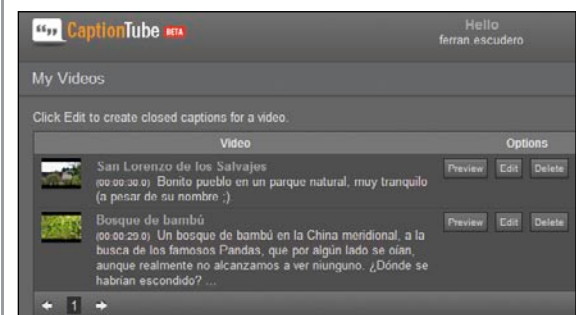 CaptionTube BETA
Hello
ferran escudero
My Videos
Click Edit to create closed captions for a video.
Video Options
San Lorenzo de los Salvajes
Preview Edit Delete
(00:00:30.0) Bonito pueblo en un parque natural, muy tranquilo
(a pesar de su nombre ;)
Bosque de bambú
Preview Edit Delete
(00:00:29.0) Un bosque de bambú en la China meridional, a la
busca de los famosos Pandas, que por algún lado se oían,
aunque realmente no alcanzamos a ver niunguno. ¿Dónde se
habrían escondido? ...
1